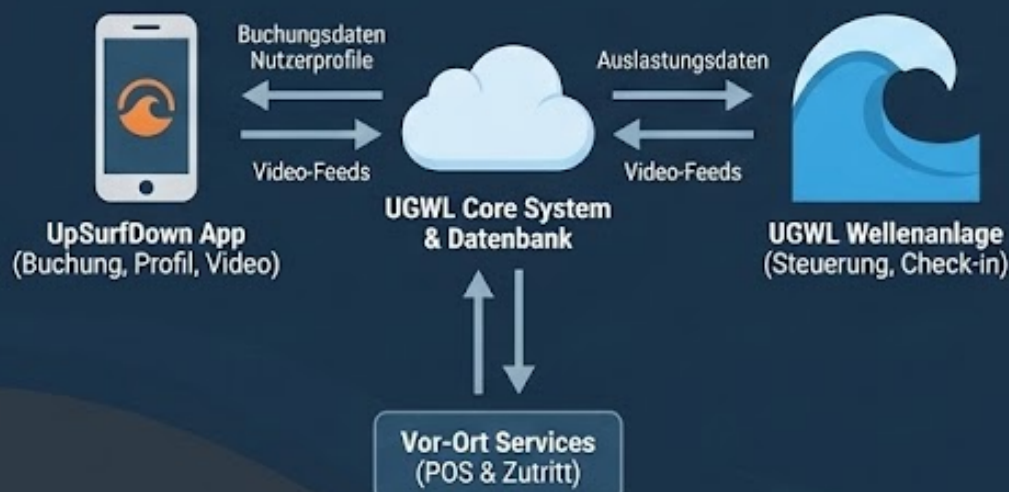 Buchungsdaten
Nutzerprofile
Video-Feeds
UpSurfDown App
(Buchung, Profil, Video)
UGWL Core System
& Datenbank
Auslastungsdaten
Video-Feeds
UGWL Wellenanlage
(Steuerung, Check-in)
Vor-Ort Services
(POS & Zutritt)